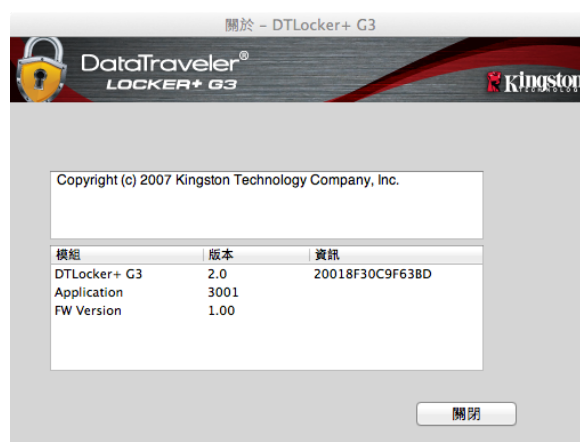 關於 – DTLocker+ G3
DataTraveler®
LOCKER+ G3
Kingston
TECHNOLOGY
Copyright (c) 2007 Kingston Technology Company, Inc.
模組 版本 資訊
DTLocker+ G3 2.0 20018F30C9F63BD
Application 3001
FW Version 1.00
關閉